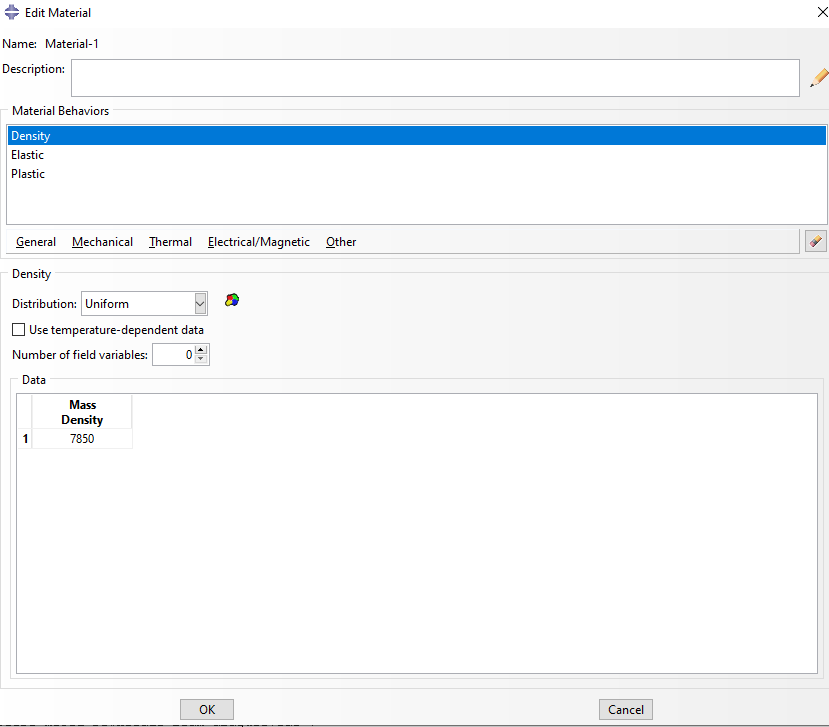 Edit Material
Name: Material-1
Description:
Material Behaviors
Density
Elastic
Plastic
General Mechanical Thermal Electrical/Magnetic Other
Density
Distribution: Uniform
Use temperature-dependent data
Number of field variables: 0
Data
Mass
Density
1 7850
OK Cancel